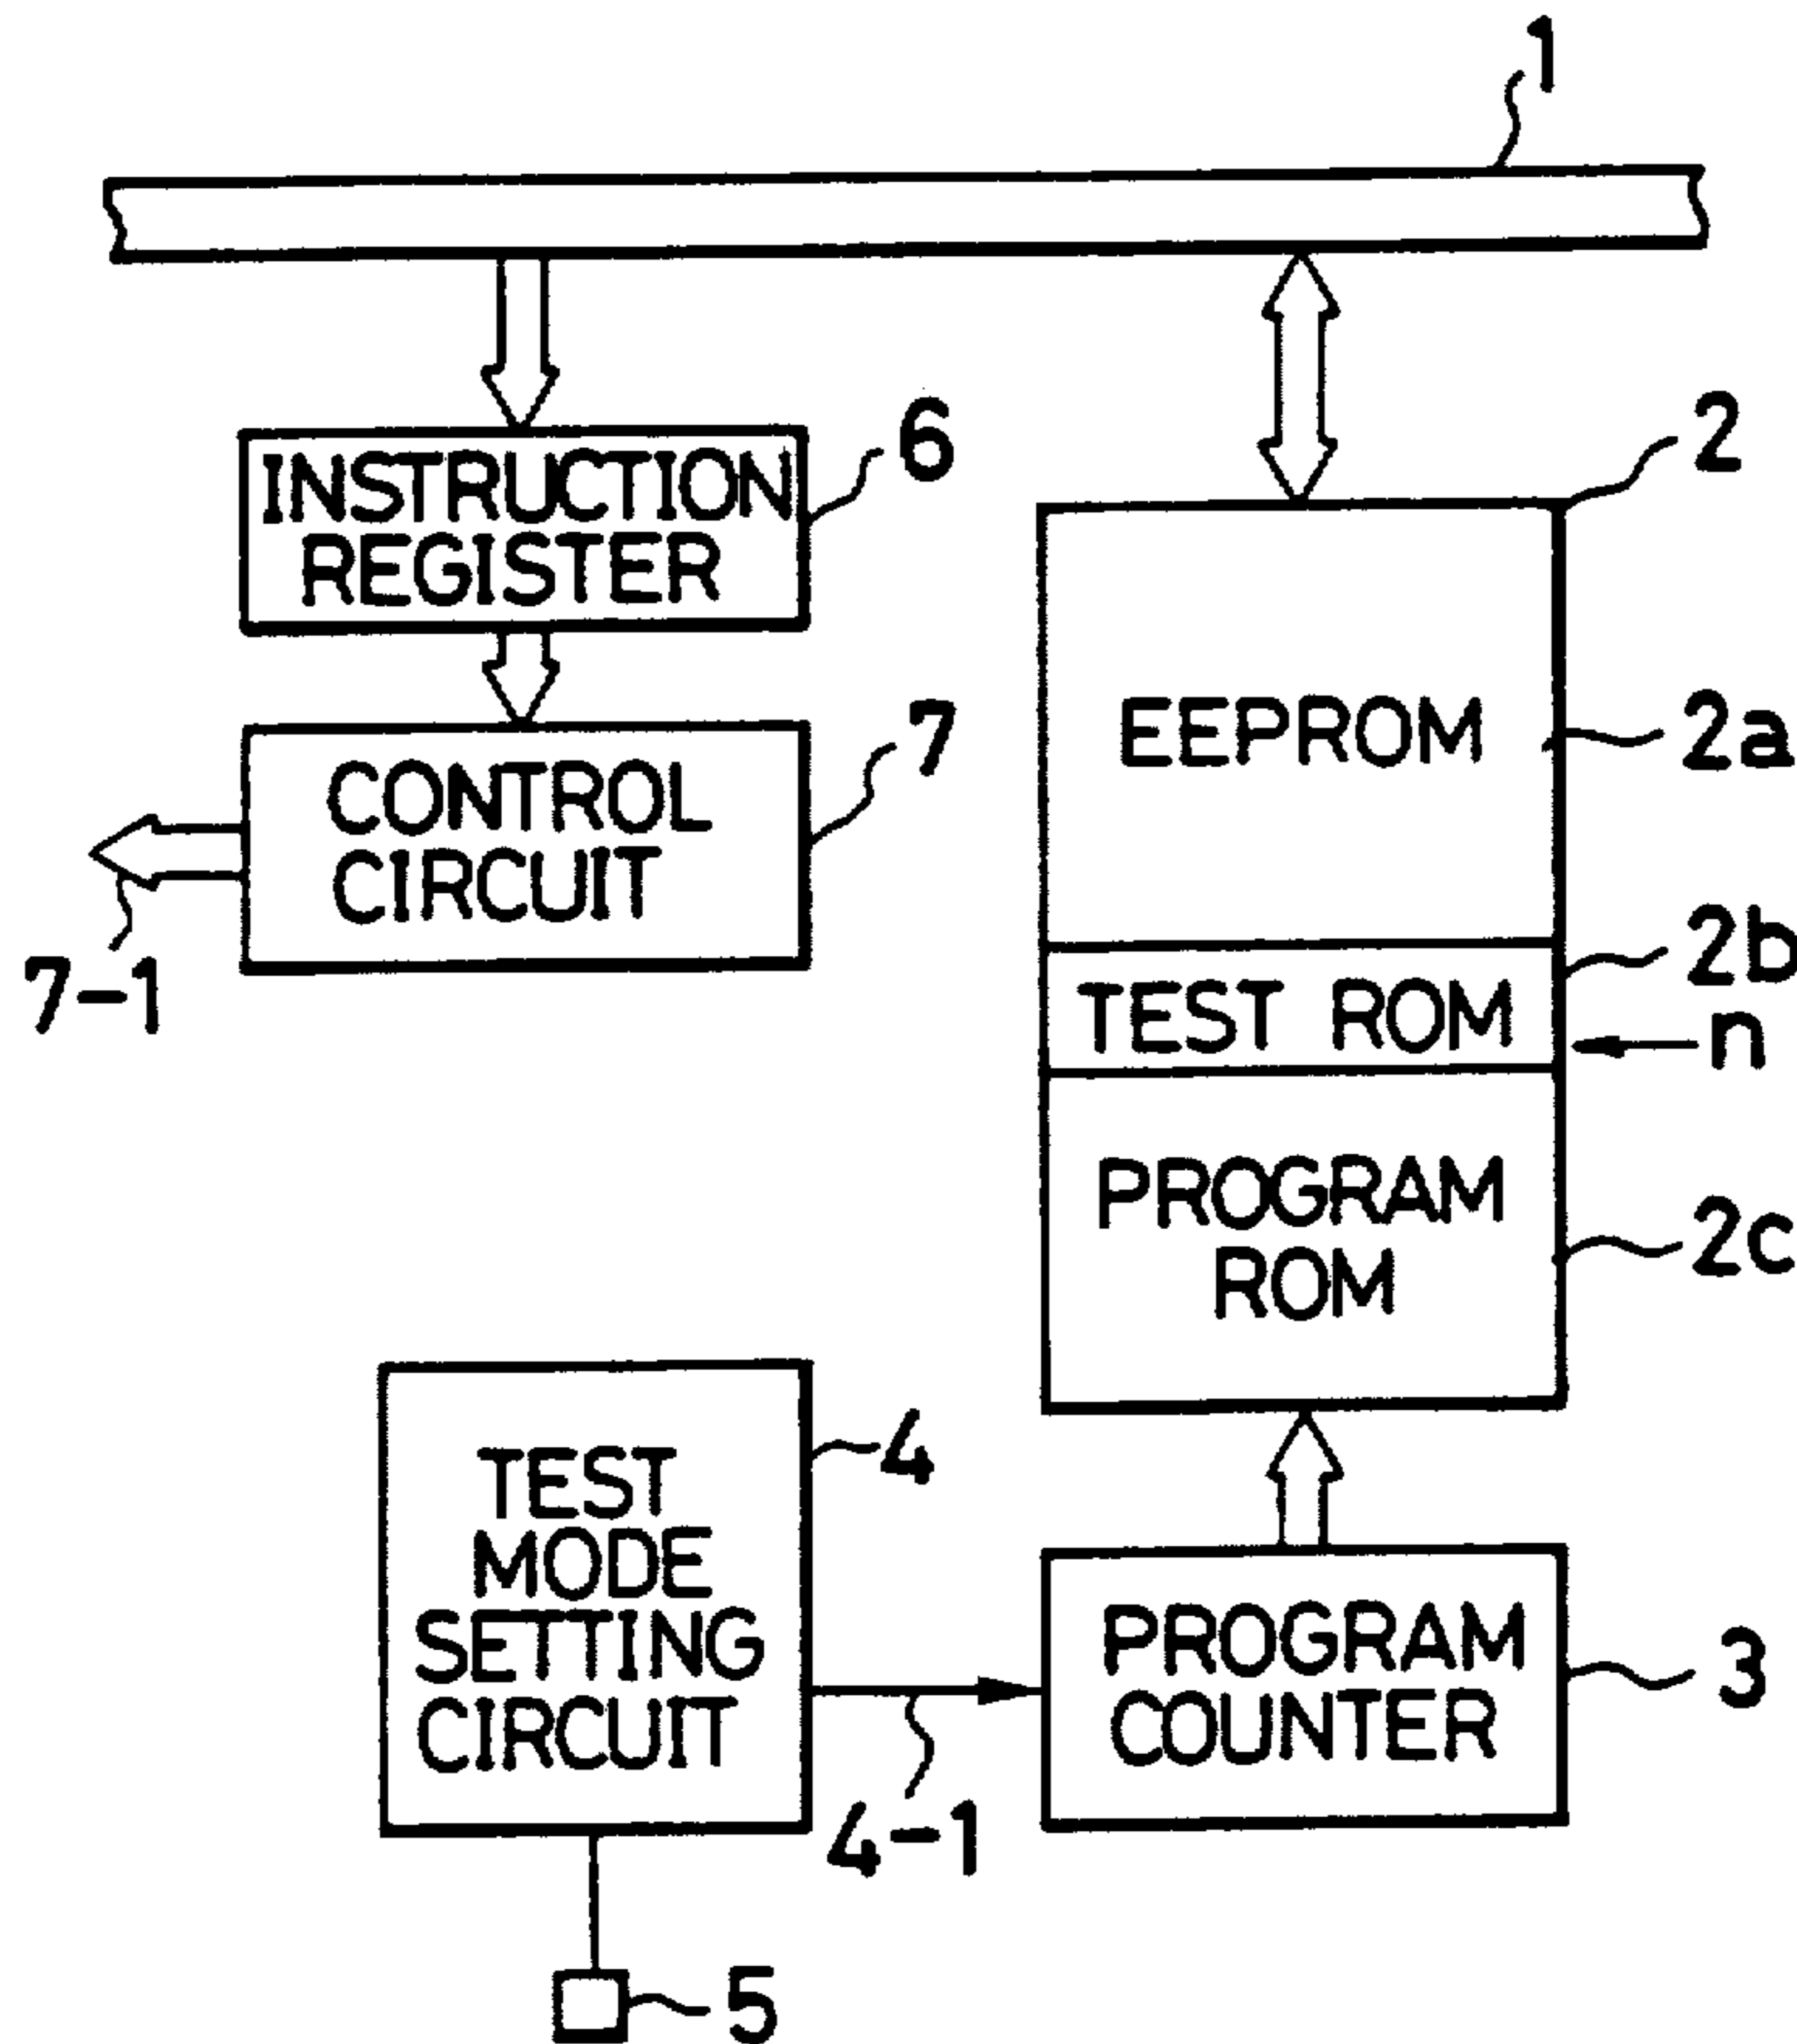 1
INSTRUCTION
REGISTER
6
2
EEPROM
2a
CONTROL
CIRCUIT
7
7-1
TEST ROM
2b
n
PROGRAM
ROM
2c
TEST
MODE
SETTING
CIRCUIT
4
4-1
PROGRAM
COUNTER
3
5